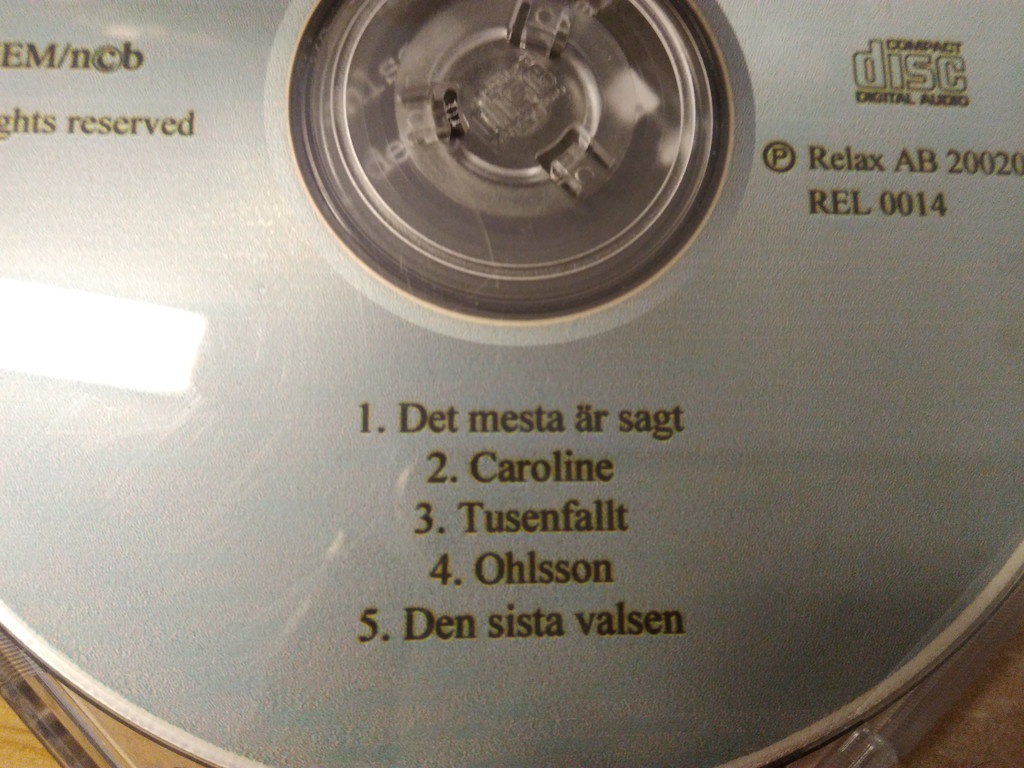 EM/n©b
ghts reserved
COMPACT
disc
DIGITAL AUDIO
℗ Relax AB 20020
REL 0014
1. Det mesta är sagt
2. Caroline
3. Tusenfallt
4. Ohlsson
5. Den sista valsen